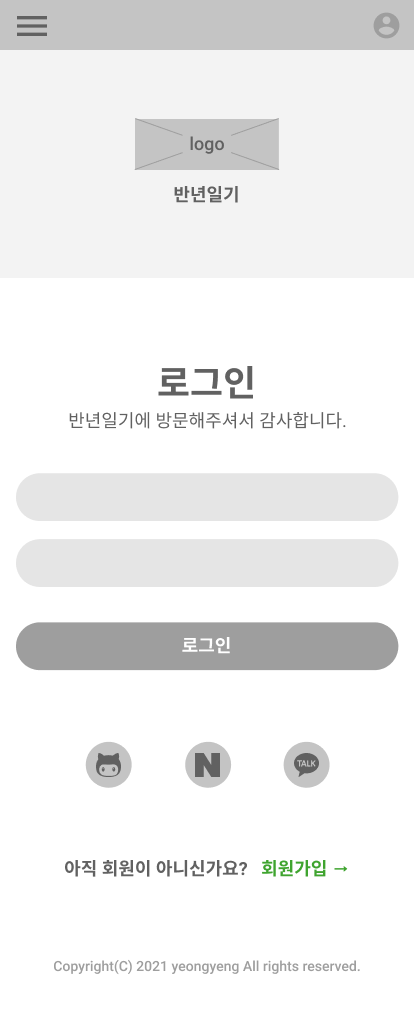 logo
반년일기
로그인
반년일기에 방문해주셔서 감사합니다.
로그인
N
TALK
아직 회원이 아니신가요? 회원가입 →
Copyright(C) 2021 yeongyeng All rights reserved.